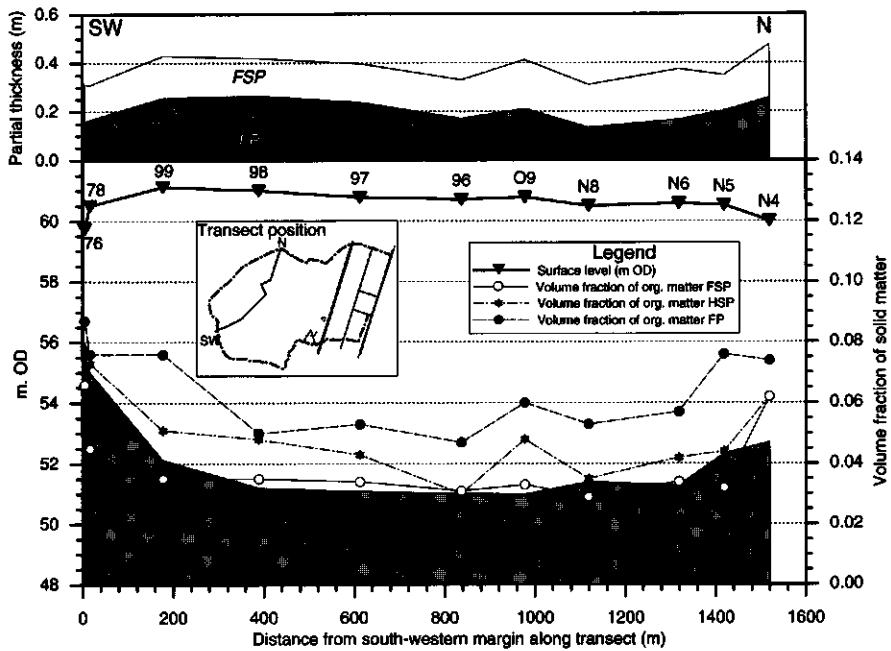 SW
N
Partial thickness (m)
0.6
0.4
0.2
0.0
FSP
FP
78
99
98
97
96
O9
N8
N6
N5
N4
76
m. OD
60
58
56
54
52
50
48
Transect position
N
SW
Legend
Surface level (m OD)
Volume fraction of org. matter FSP
Volume fraction of org. matter HSP
Volume fraction of org. matter FP
0.14
0.12
0.10
0.08
0.06
0.04
0.02
0.00
Volume fraction of solid matter
0
200
400
600
800
1000
1200
1400
1600
Distance from south-western margin along transect (m)